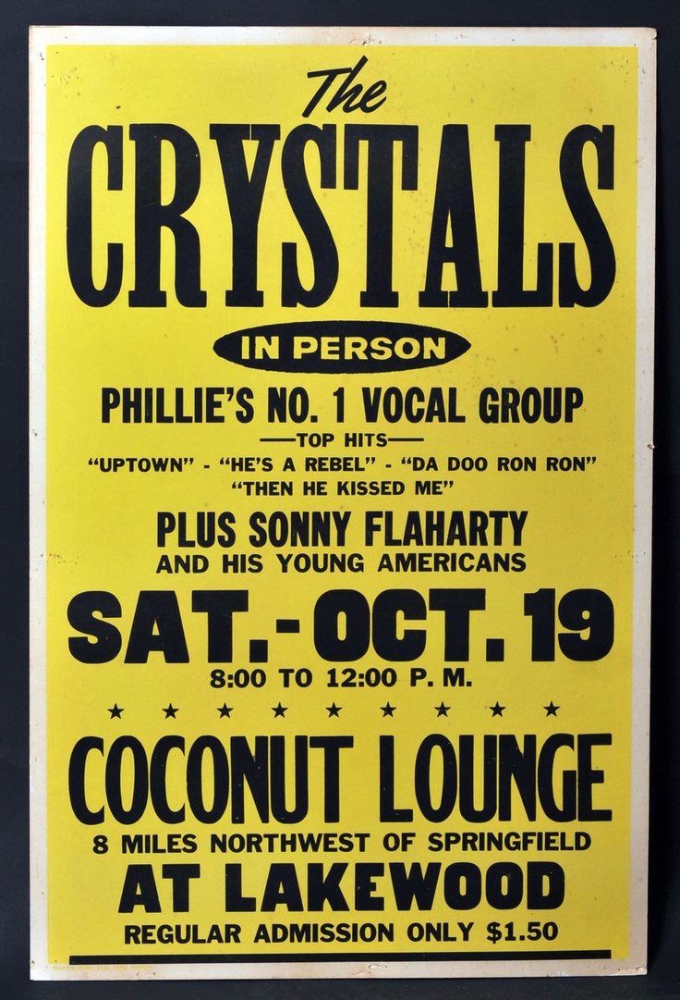 The
CRYSTALS
IN PERSON
PHILLIE'S NO. 1 VOCAL GROUP
—TOP HITS—
"UPTOWN" - "HE'S A REBEL" - "DA DOO RON RON"
"THEN HE KISSED ME"
PLUS SONNY FLAHARTY
AND HIS YOUNG AMERICANS
SAT.-OCT. 19
8:00 TO 12:00 P. M.
COCONUT LOUNGE
8 MILES NORTHWEST OF SPRINGFIELD
AT LAKEWOOD
REGULAR ADMISSION ONLY $1.50